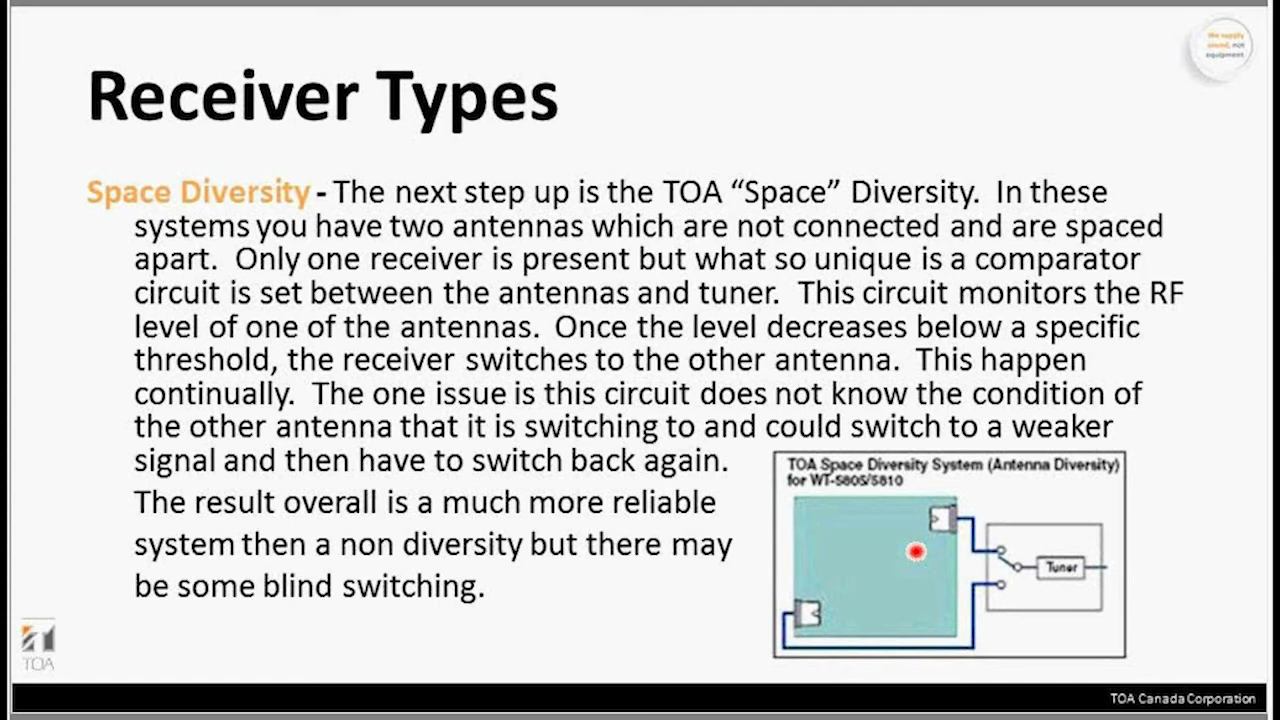 We supply
sound, not
equipment.
Receiver Types
Space Diversity - The next step up is the TOA “Space” Diversity. In these
systems you have two antennas which are not connected and are spaced
apart. Only one receiver is present but what so unique is a comparator
circuit is set between the antennas and tuner. This circuit monitors the RF
level of one of the antennas. Once the level decreases below a specific
threshold, the receiver switches to the other antenna. This happen
continually. The one issue is this circuit does not know the condition of
the other antenna that it is switching to and could switch to a weaker
signal and then have to switch back again.
The result overall is a much more reliable
system then a non diversity but there may
be some blind switching.
TOA Space Diversity System (Antenna Diversity)
for WT-5805/5810
Tuner
TOA
TOA Canada Corporation